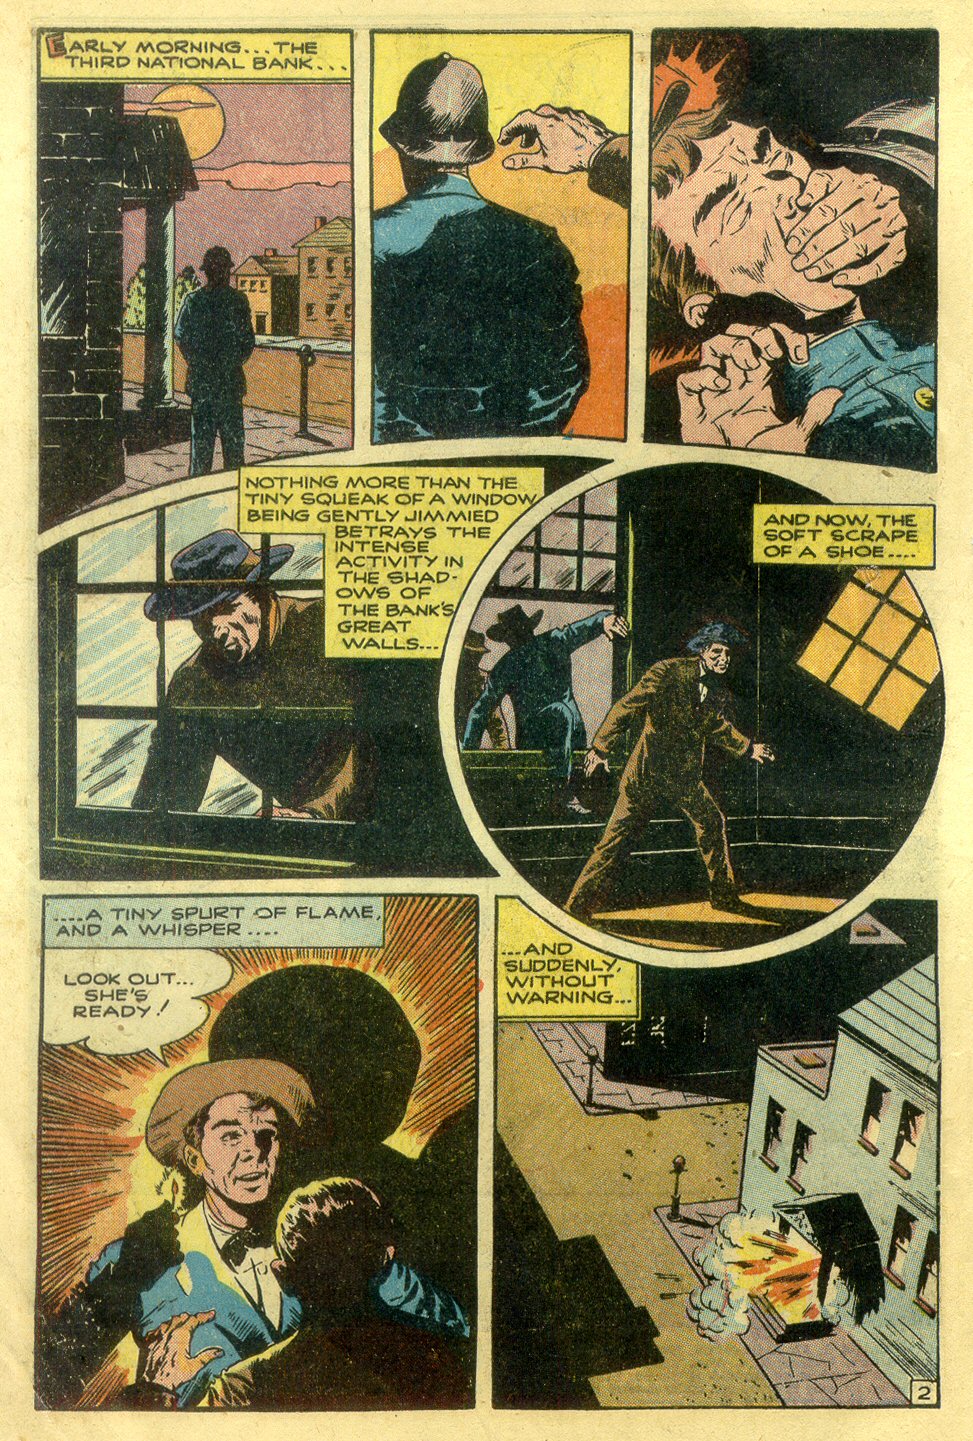 EARLY MORNING...THE
THIRD NATIONAL BANK...
NOTHING MORE THAN THE
TINY SQUEAK OF A WINDOW
BEING GENTLY JIMMIED
BETRAYS THE
INTENSE
ACTIVITY IN
THE SHAD-
OWS OF
THE BANK'S
GREAT
WALLS...
AND NOW, THE
SOFT SCRAPE
OF A SHOE....
....A TINY SPURT OF FLAME,
AND A WHISPER....
LOOK OUT...
SHE'S
READY!
...AND
SUDDENLY,
WITHOUT
WARNING...
2